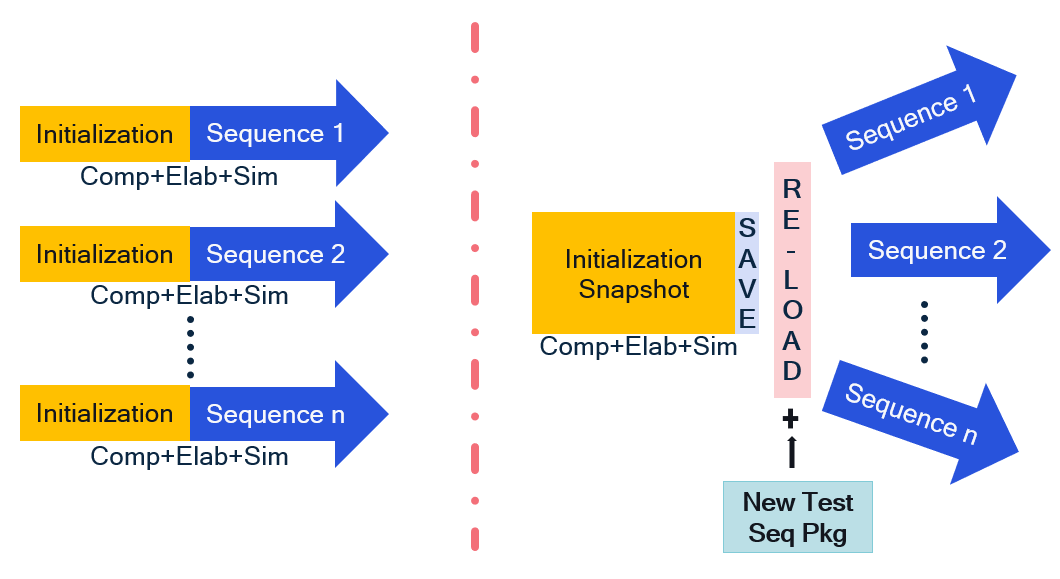 Initialization
Sequence 1
Comp+Elab+Sim
Initialization
Sequence 2
Comp+Elab+Sim
Initialization
Sequence n
Comp+Elab+Sim
Initialization
Snapshot
SAVE
Comp+Elab+Sim
RE-LOAD
+
New Test
Seq Pkg
Sequence 1
Sequence 2
Sequence n